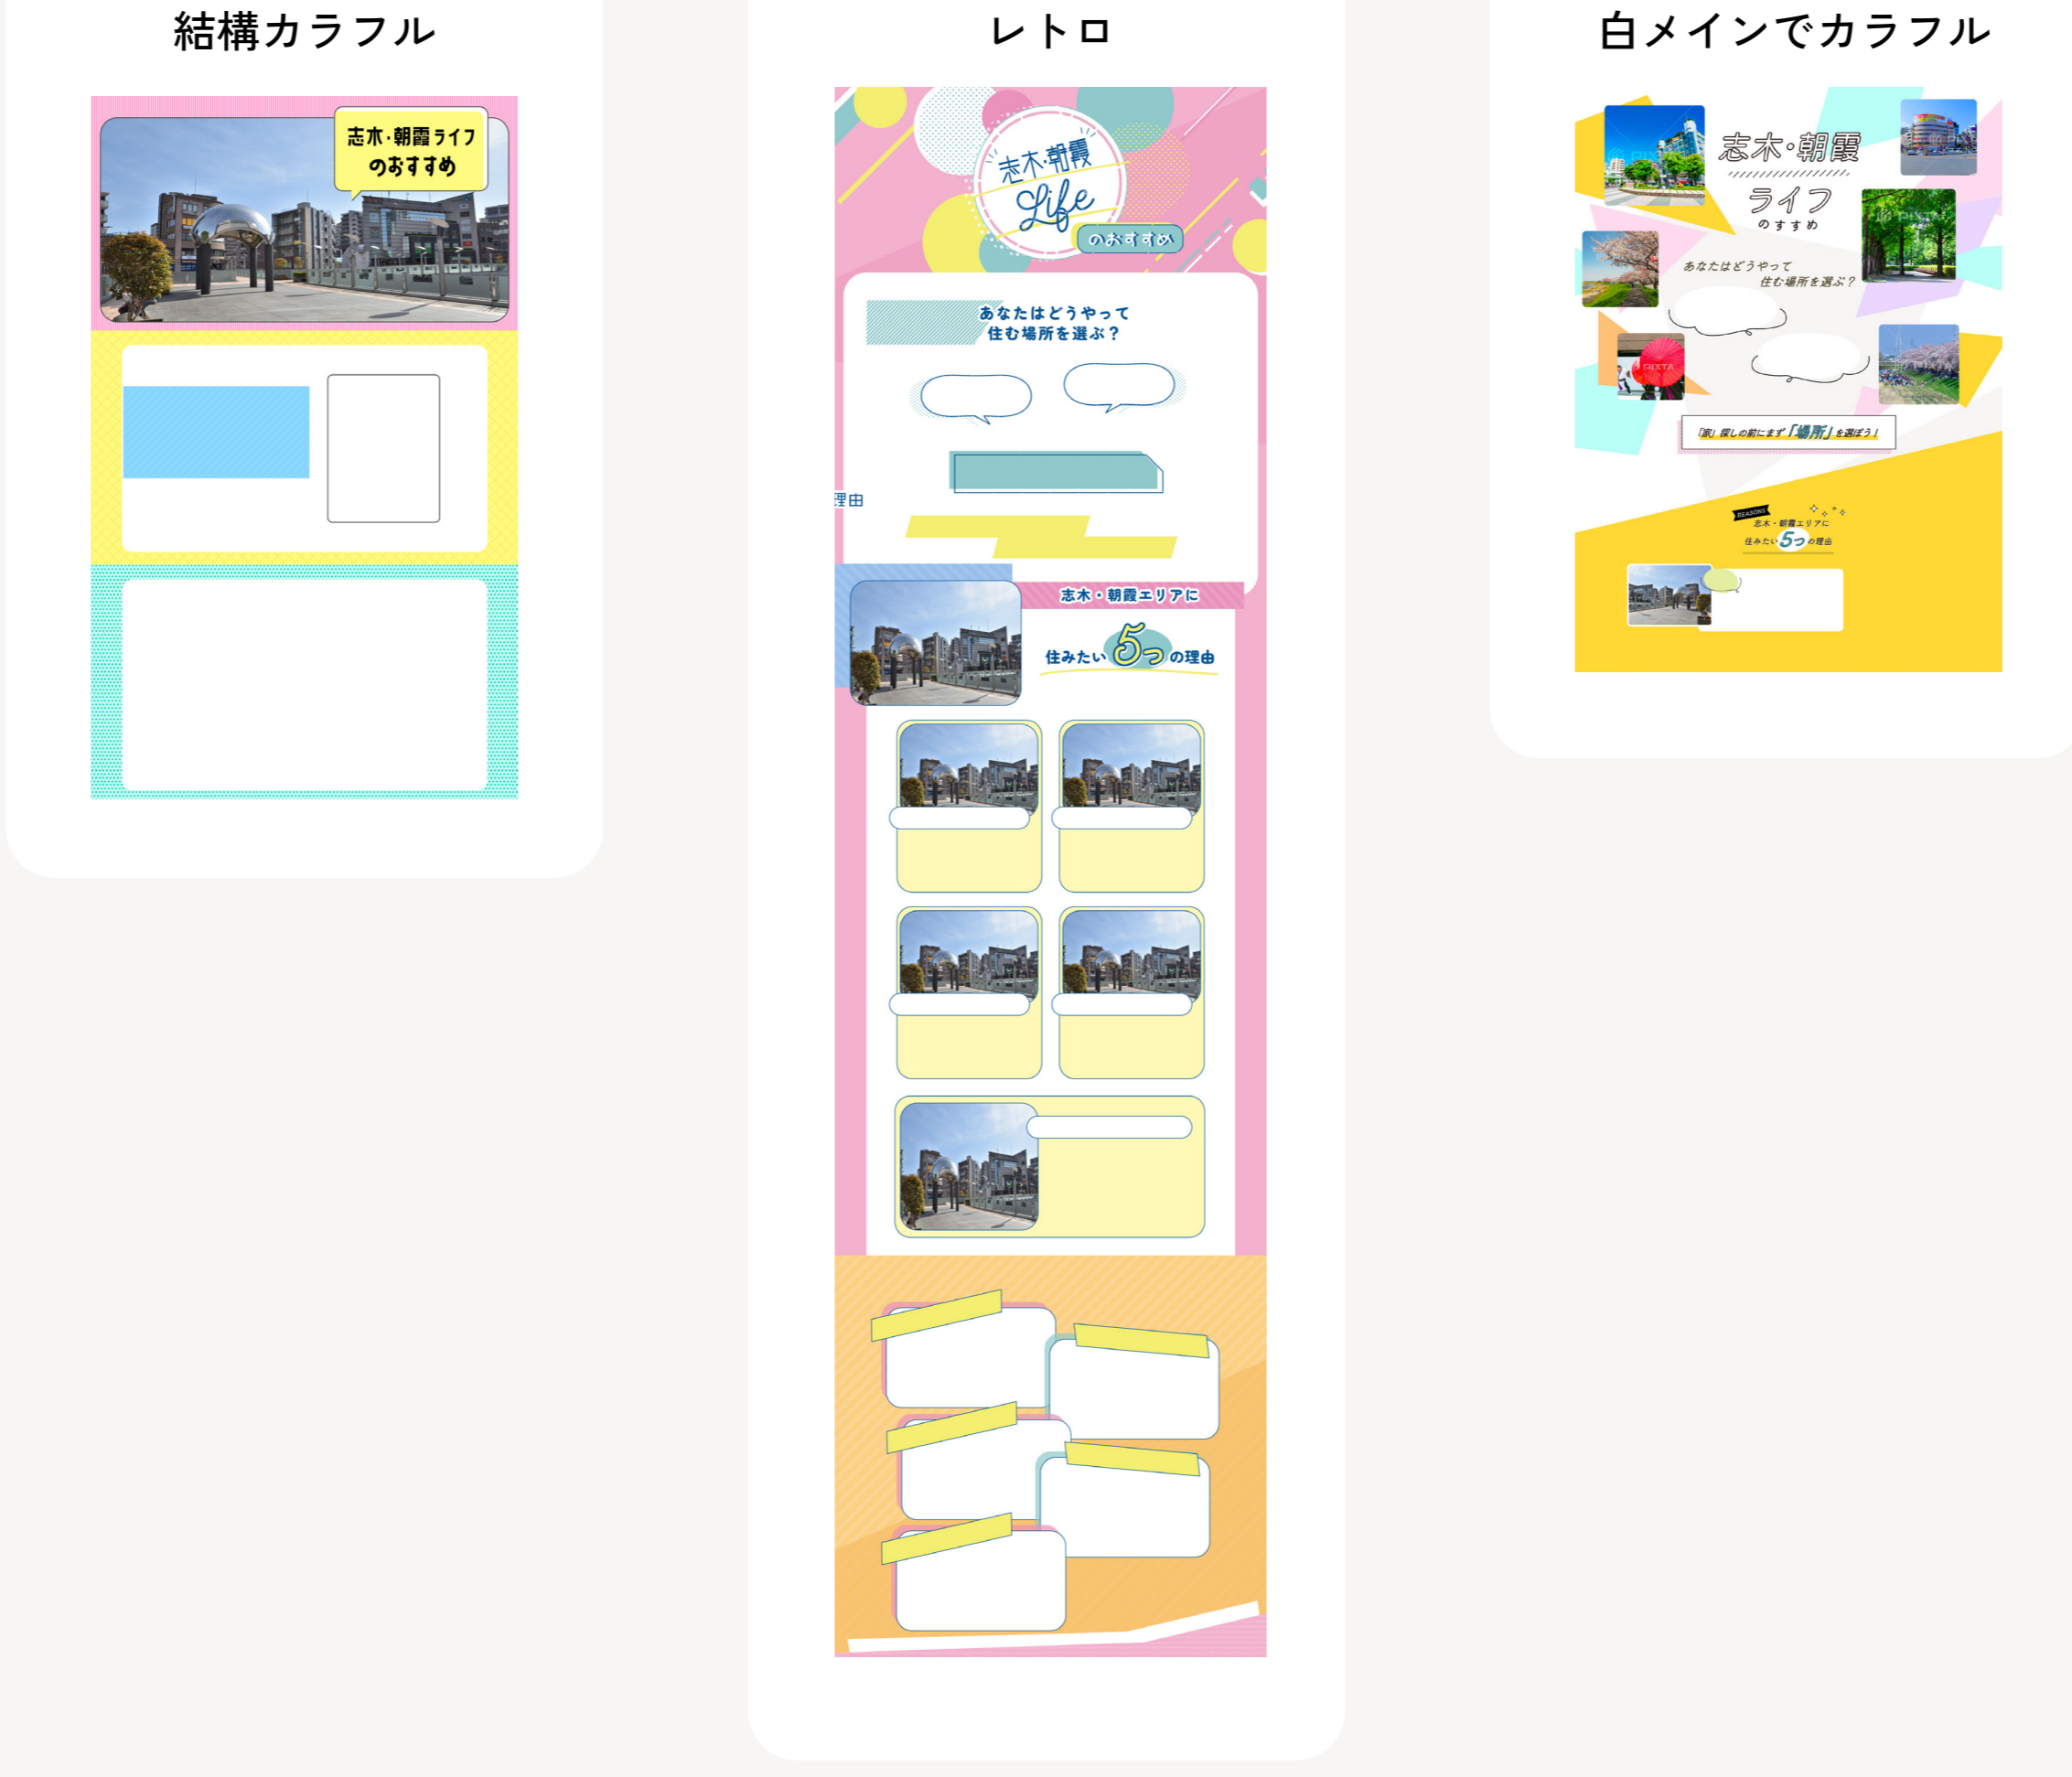 結構カラフル
志木・朝霞ライフ
のおすすめ
レトロ
志木・朝霞
Life
のおすすめ
あなたはどうやって
住む場所を選ぶ？
理由
志木・朝霞エリアに
住みたい5つの理由
白メインでカラフル
志木・朝霞
ライフ
のすすめ
あなたはどうやって
住む場所を選ぶ？
PIXTA
「家」探しの前にまず「場所」を選ぼう！
REASONS
志木・朝霞エリアに
住みたい5つの理由